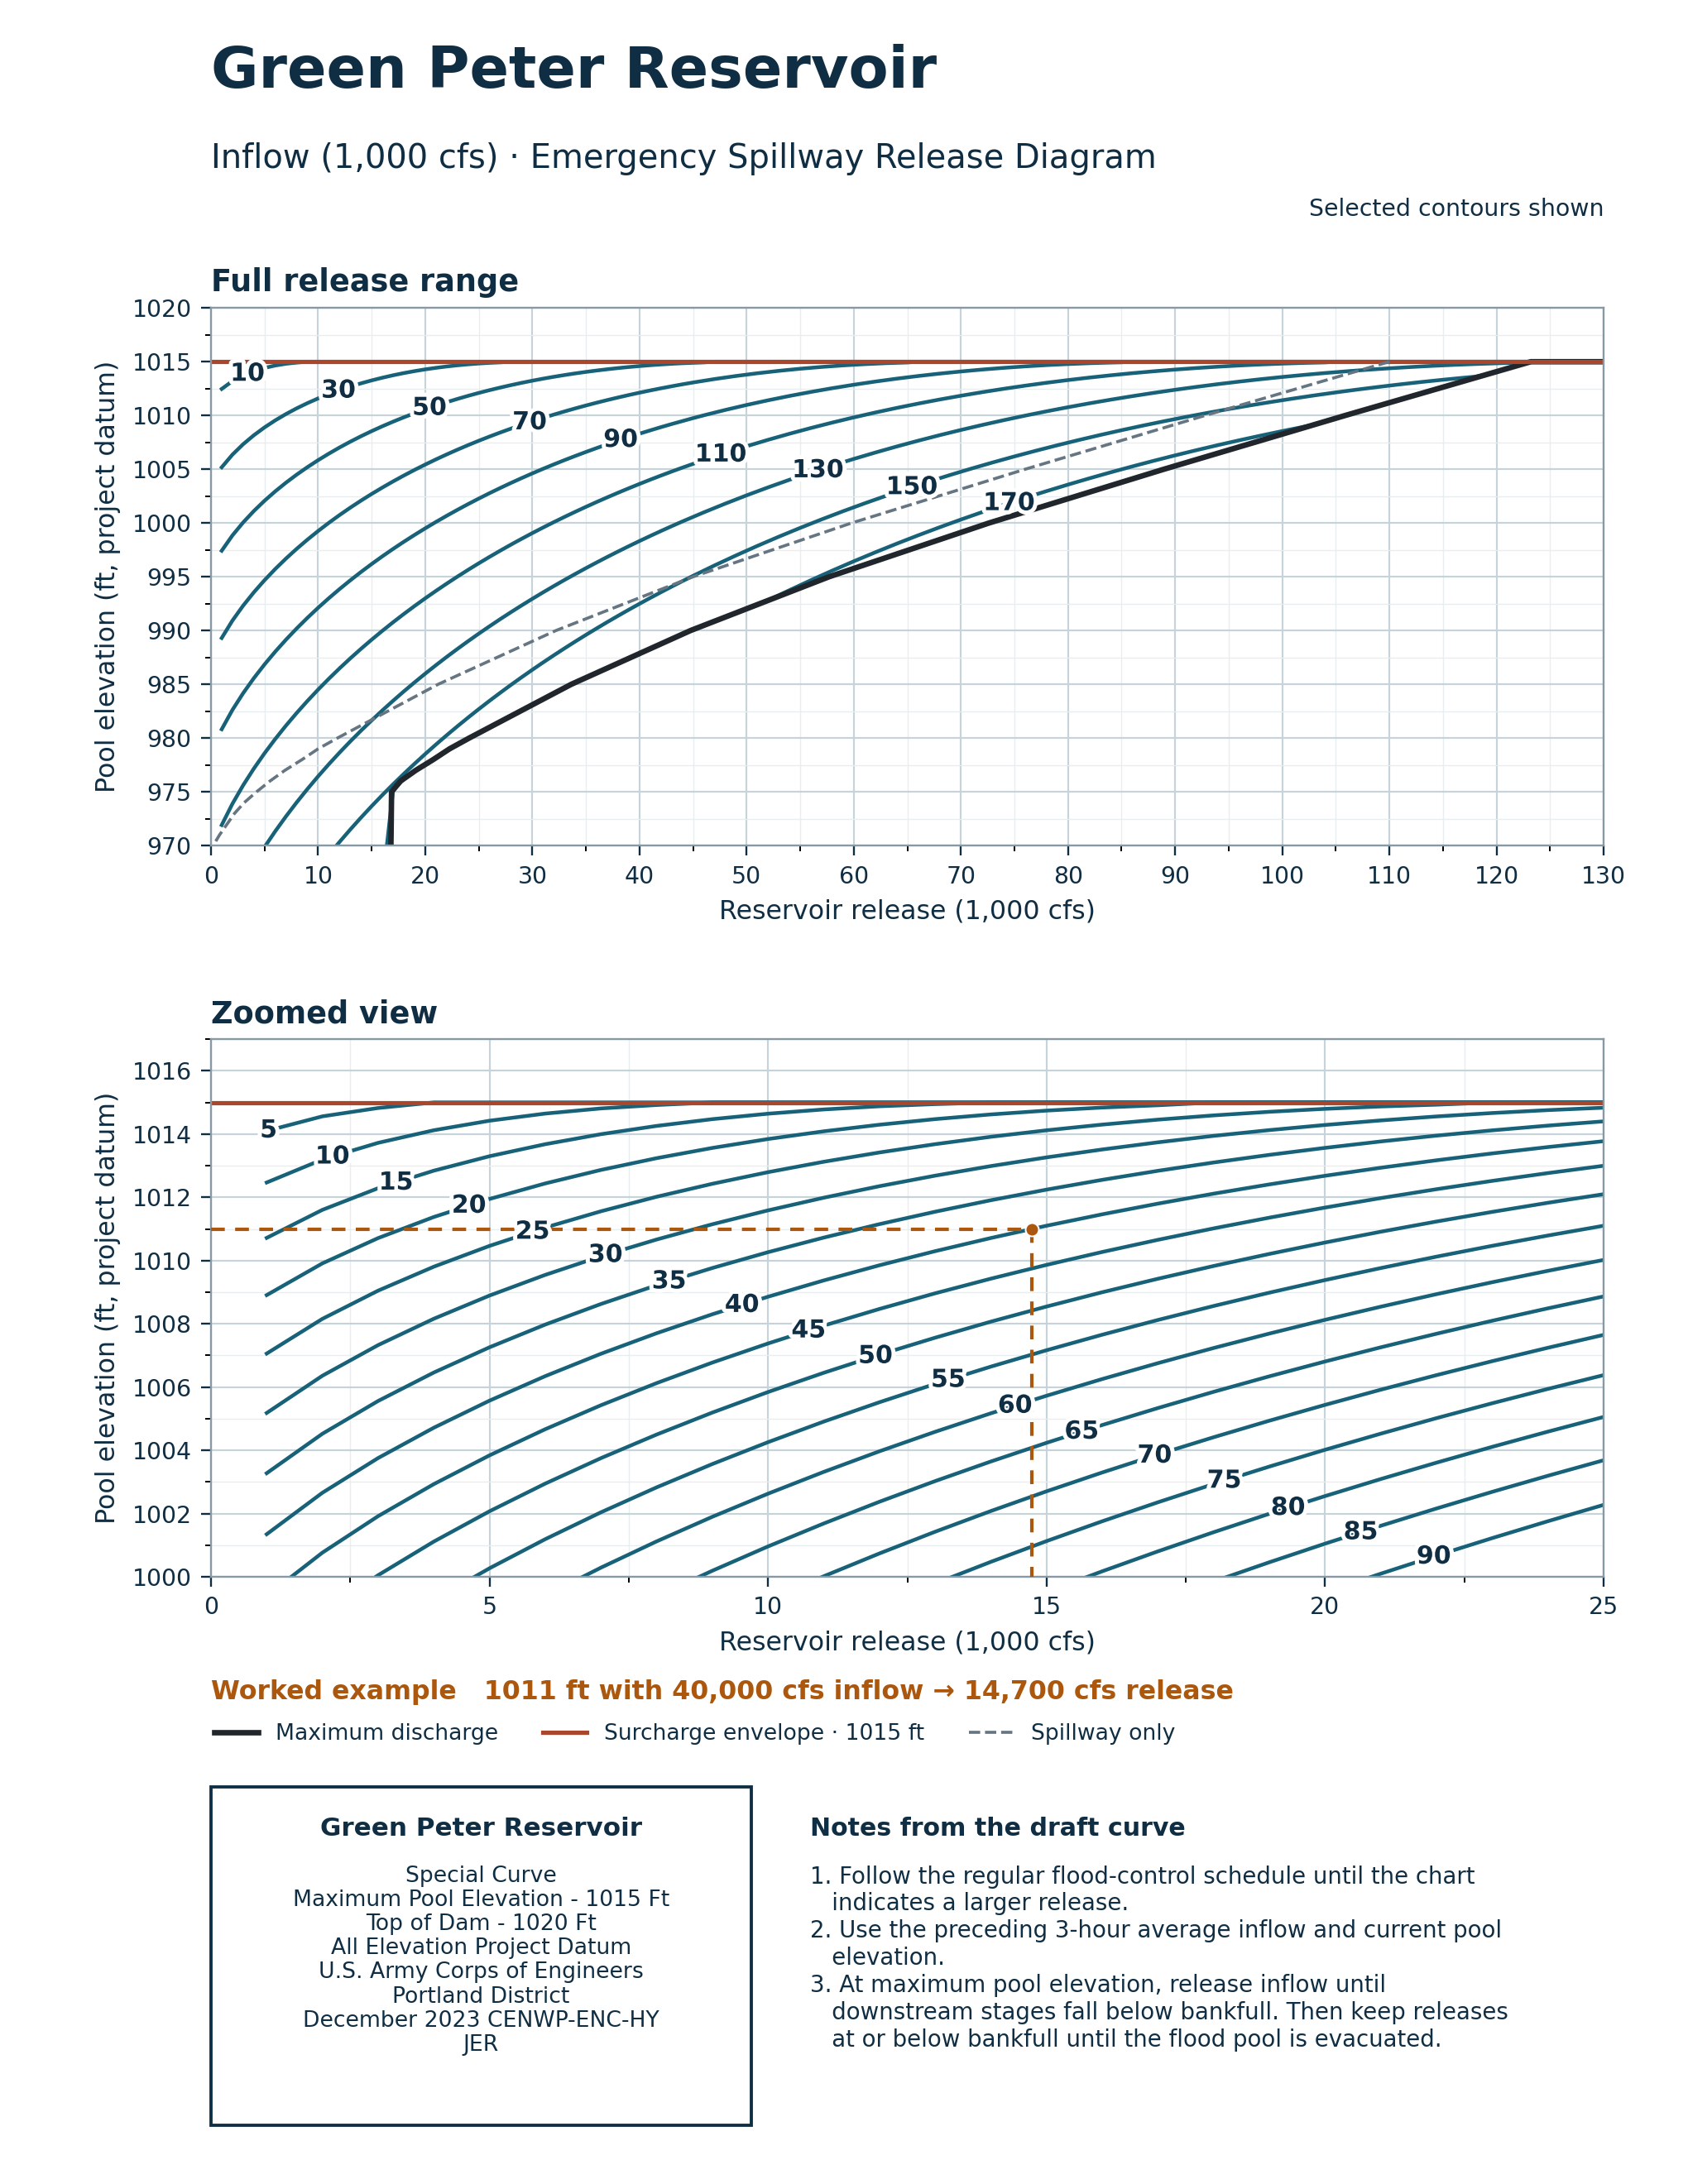 Green Peter Reservoir
Inflow (1,000 cfs) · Emergency Spillway Release Diagram
Selected contours shown
Full release range
Pool elevation (ft, project datum)
1020
1015
1010
1005
1000
995
990
985
980
975
970
10
30
50
70
90
110
130
150
170
0 10 20 30 40 50 60 70 80 90 100 110 120 130
Reservoir release (1,000 cfs)
Zoomed view
Pool elevation (ft, project datum)
1016
1014
1012
1010
1008
1006
1004
1002
1000
5
10
15
20
25
30
35
40
45
50
55
60
65
70
75
80
85
90
0 5 10 15 20 25
Reservoir release (1,000 cfs)
Worked example 1011 ft with 40,000 cfs inflow → 14,700 cfs release
Maximum discharge Surcharge envelope · 1015 ft Spillway only
Green Peter Reservoir
Special Curve
Maximum Pool Elevation - 1015 Ft
Top of Dam - 1020 Ft
All Elevation Project Datum
U.S. Army Corps of Engineers
Portland District
December 2023 CENWP-ENC-HY
JER
Notes from the draft curve
1. Follow the regular flood-control schedule until the chart
indicates a larger release.
2. Use the preceding 3-hour average inflow and current pool
elevation.
3. At maximum pool elevation, release inflow until
downstream stages fall below bankfull. Then keep releases
at or below bankfull until the flood pool is evacuated.